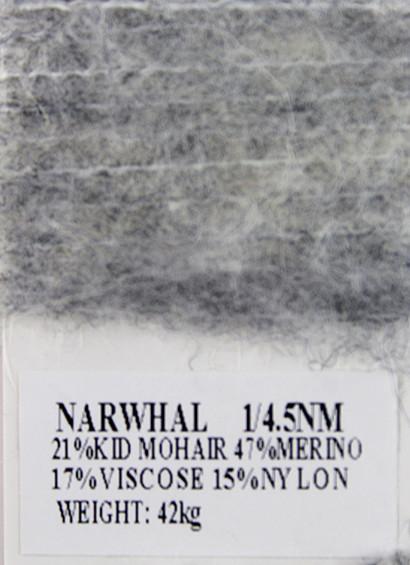 NARWHAL 1/4.5NM
21%KID MOHAIR 47%MERINO
17%VISCOSE 15%NYLON
WEIGHT: 42kg